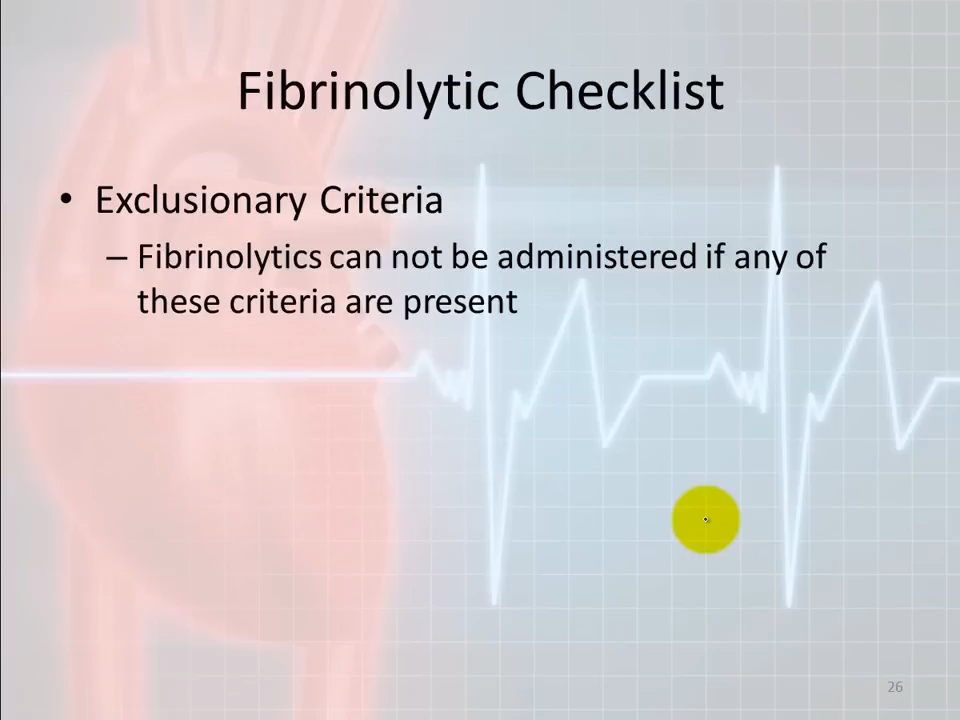 Fibrinolytic Checklist
• Exclusionary Criteria
– Fibrinolytics can not be administered if any of
these criteria are present
26